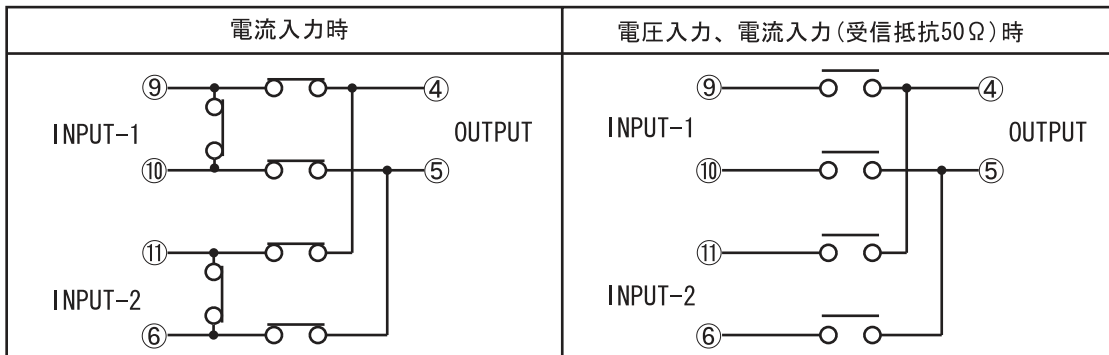 電流入力時
電圧入力、電流入力(受信抵抗50Ω)時
⑨
④
INPUT-1
OUTPUT
⑩
⑤
⑪
INPUT-2
⑥
⑨
④
INPUT-1
OUTPUT
⑩
⑤
⑪
INPUT-2
⑥